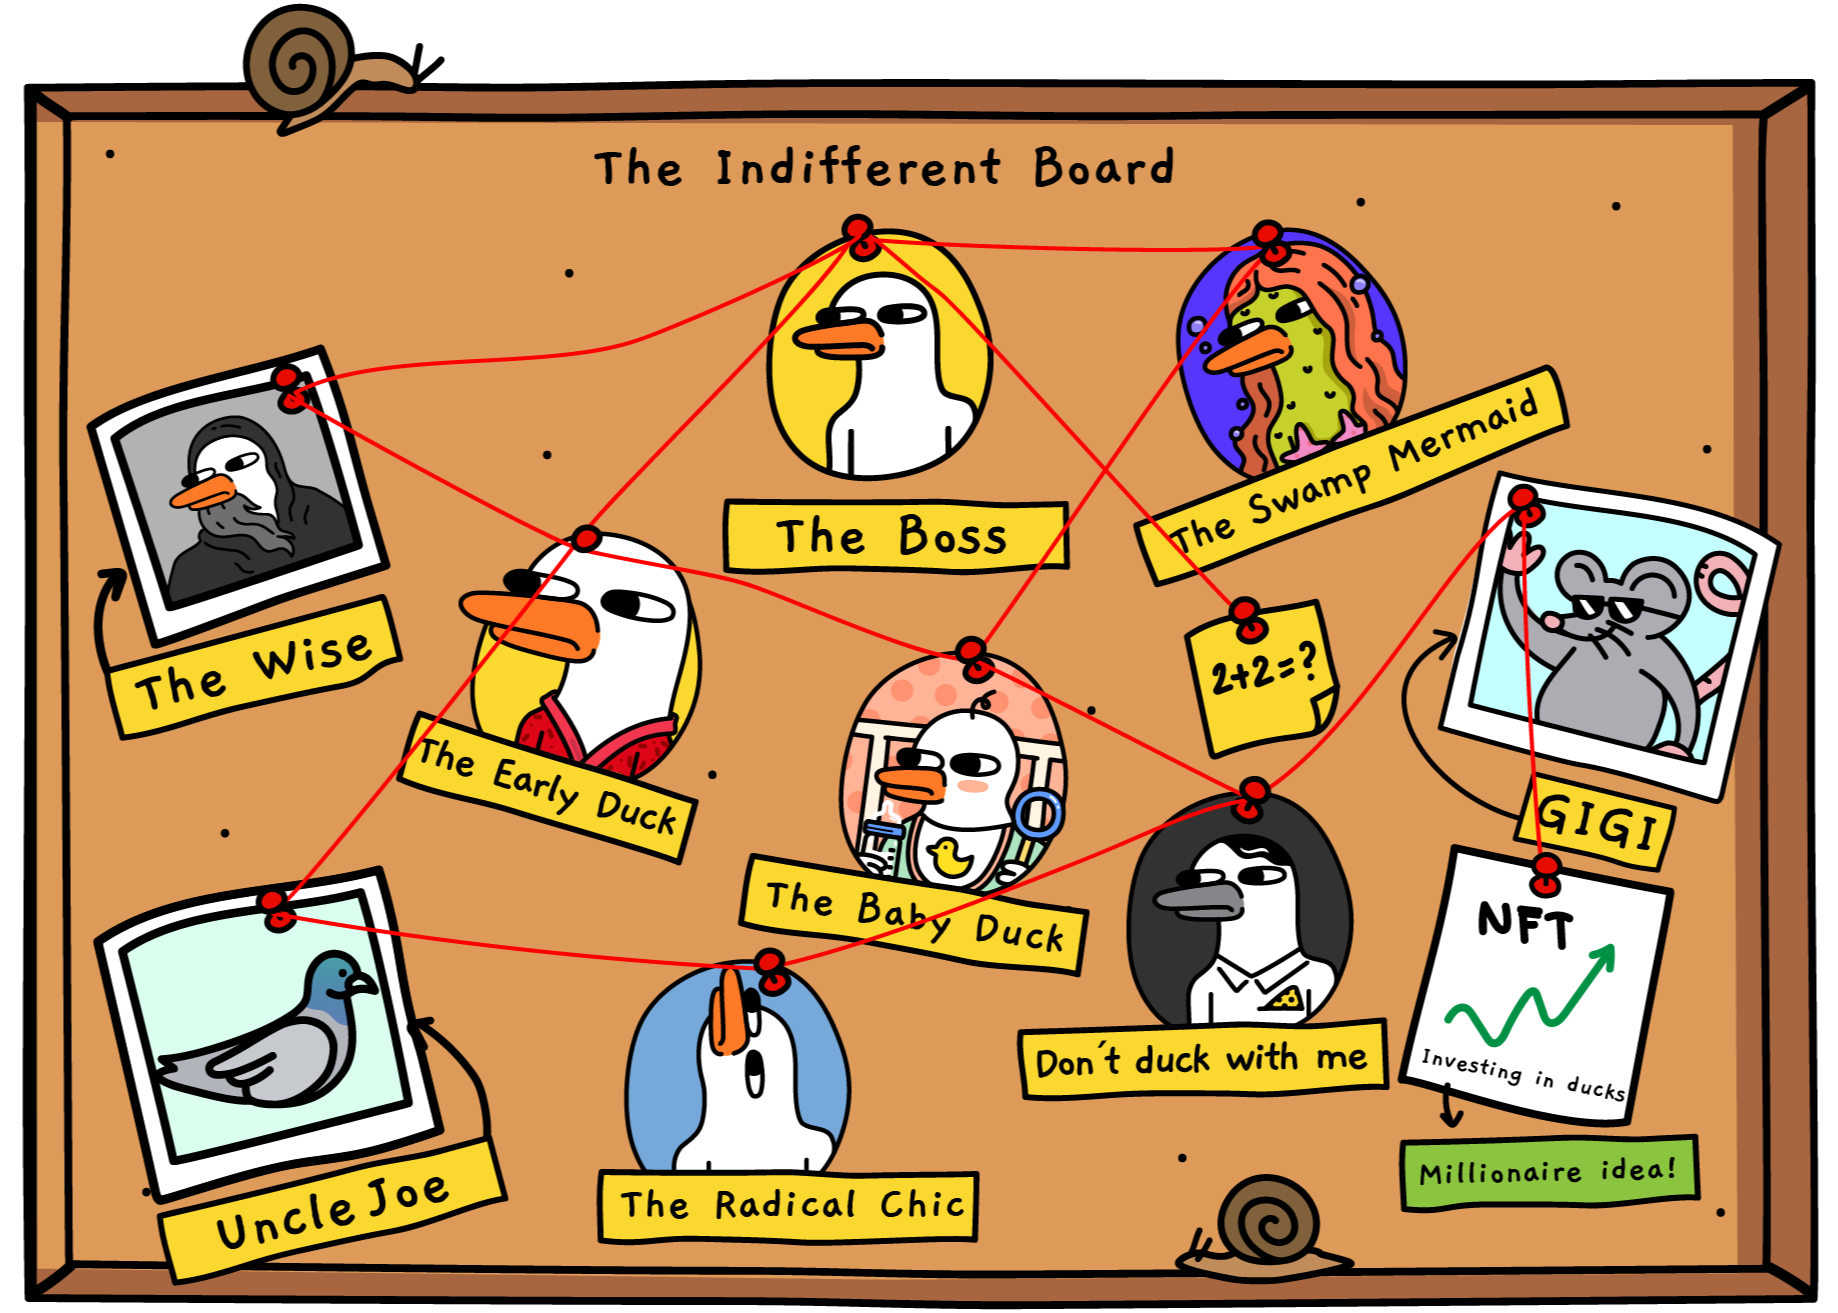 The Indifferent Board
The Boss
The Swamp Mermaid
The Wise
The Early Duck
2+2=?
GIGI
The Baby Duck
NFT
Investing in ducks
Don´t duck with me
Millionaire idea!
Uncle Joe
The Radical Chic